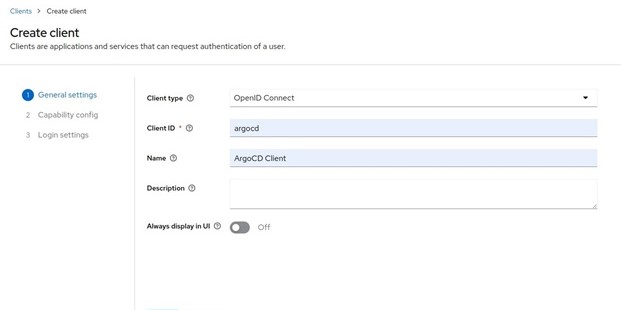 Clients > Create client
Create client
Clients are applications and services that can request authentication of a user.
1 General settings
2 Capability config
3 Login settings
Client type
OpenID Connect
Client ID *
argocd
Name
ArgoCD Client
Description
Always display in UI
Off